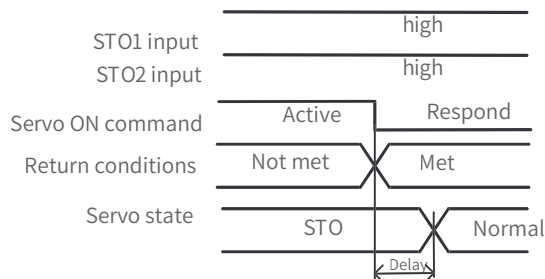 high
STO1 input
high
STO2 input
Active
Respond
Servo ON command
Return conditions
Not met
Met
Servo state
STO
Normal
Delay